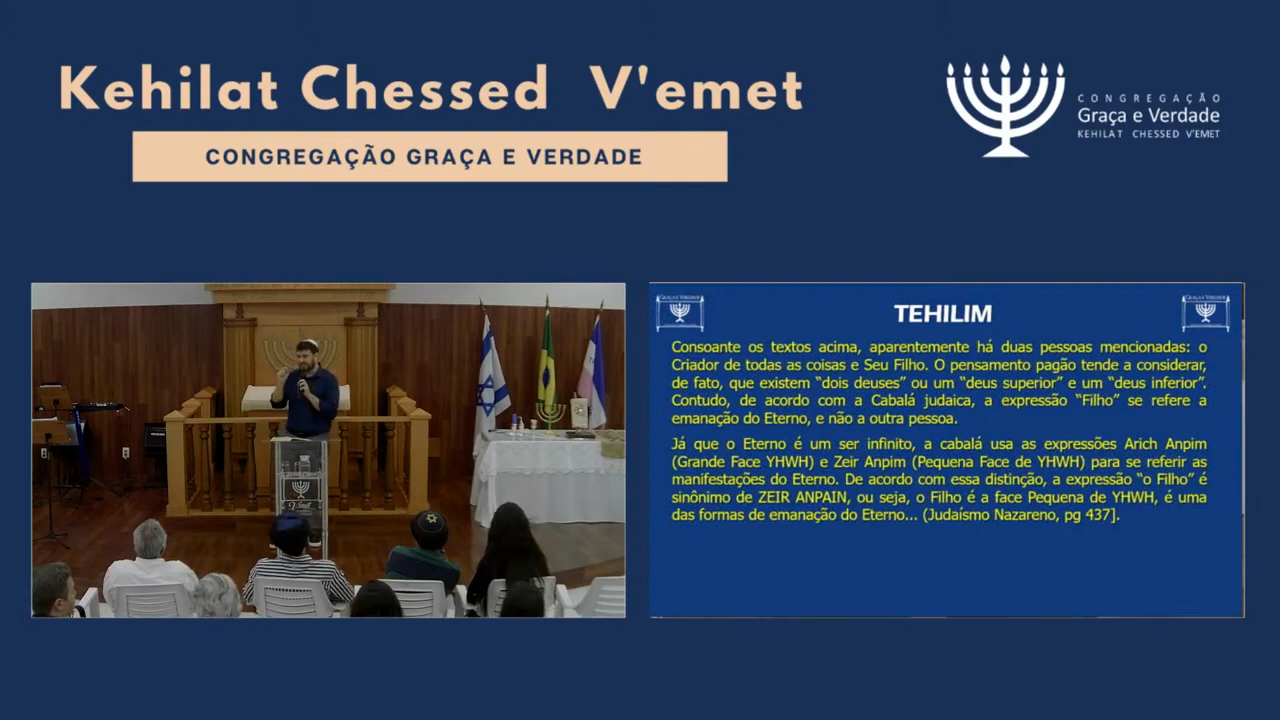 Kehilat Chessed V'emet
CONGREGAÇÃO GRAÇA E VERDADE
CONGREGAÇÃO
Graça e Verdade
KEHILAT CHESSED V'EMET
GRAÇA E VERDADE
TEHILIM
GRAÇA E VERDADE
Consoante os textos acima, aparentemente há duas pessoas mencionadas: o
Criador de todas as coisas e Seu Filho. O pensamento pagão tende a considerar,
de fato, que existem “dois deuses” ou um “deus superior” e um “deus inferior”.
Contudo, de acordo com a Cabalá judaica, a expressão “Filho” se refere a
emanação do Eterno, e não a outra pessoa.
Já que o Eterno é um ser infinito, a cabalá usa as expressões Arich Anpim
(Grande Face YHWH) e Zeir Anpim (Pequena Face de YHWH) para se referir as
manifestações do Eterno. De acordo com essa distinção, a expressão “o Filho” é
sinônimo de ZEIR ANPAIN, ou seja, o Filho é a face Pequena de YHWH, é uma
das formas de emanação do Eterno... (Judaísmo Nazareno, pg 437].